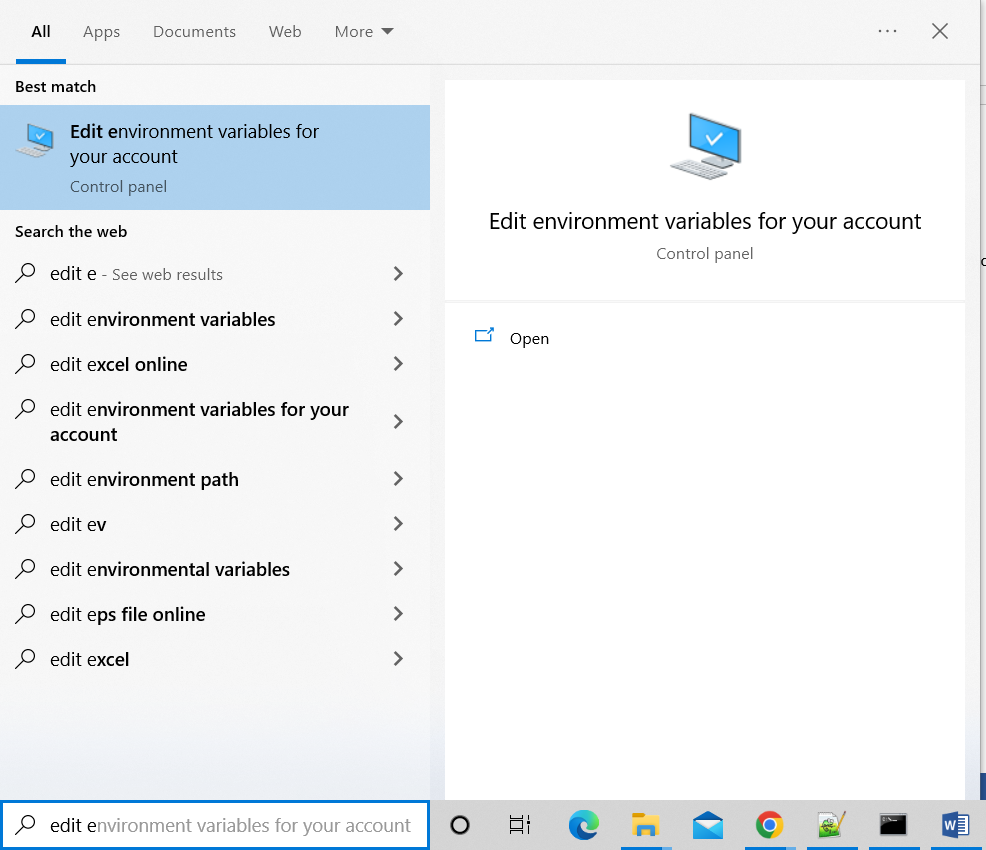 All Apps Documents Web More
Best match
Edit environment variables for
your account
Control panel
Search the web
edit e - See web results
edit environment variables
edit excel online
edit environment variables for your
account
edit environment path
edit ev
edit environmental variables
edit eps file online
edit excel
Edit environment variables for your account
Control panel
Open
edit environment variables for your account